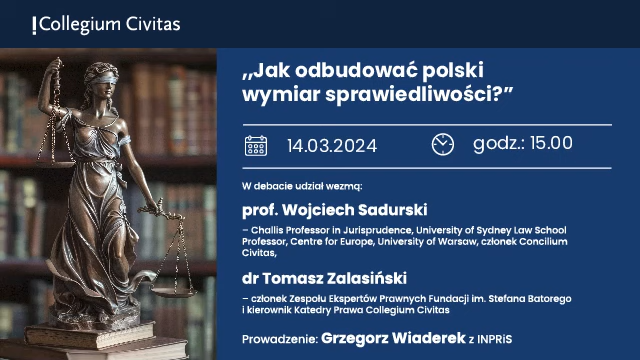 Collegium Civitas
,,Jak odbudować polski
wymiar sprawiedliwości?”
14.03.2024
godz.: 15.00
W debacie udział wezmą:
prof. Wojciech Sadurski
– Challis Professor in Jurisprudence, University of Sydney Law School
Professor, Centre for Europe, University of Warsaw, członek Concilium
Civitas,
dr Tomasz Zalasiński
– członek Zespołu Ekspertów Prawnych Fundacji im. Stefana Batorego
i kierownik Katedry Prawa Collegium Civitas
Prowadzenie: Grzegorz Wiaderek z INPRiS